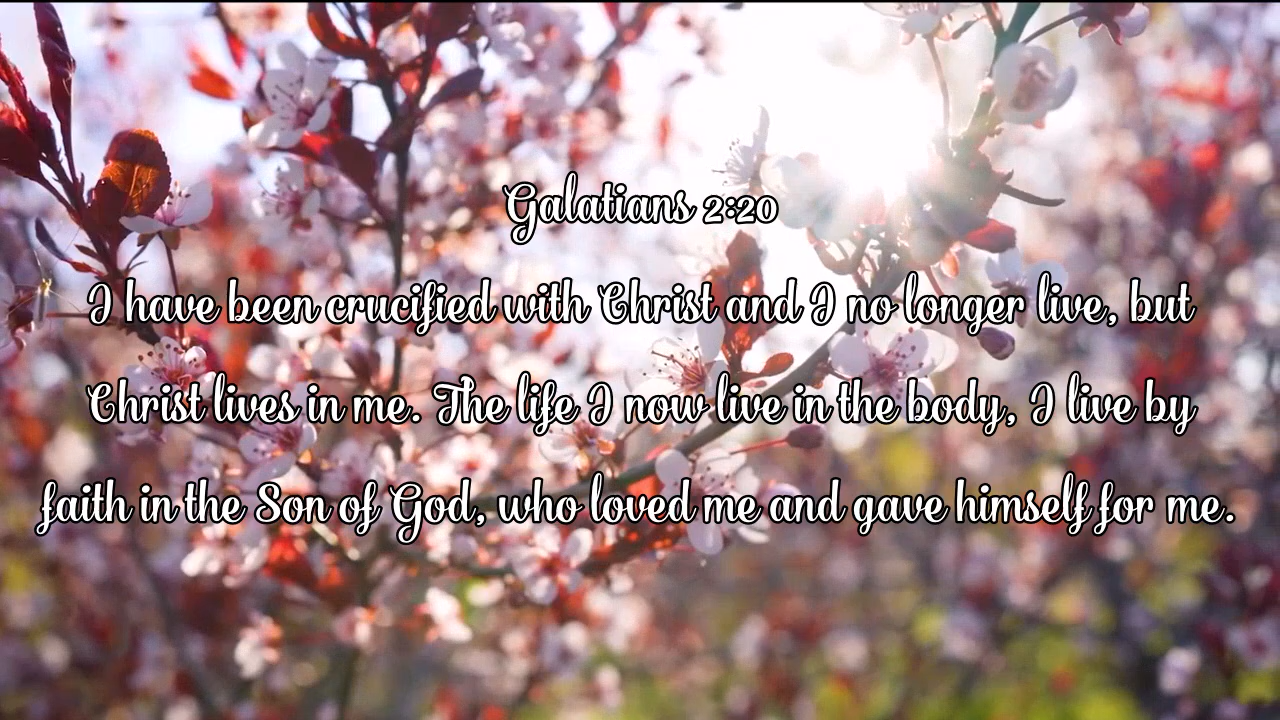 Galatians 2:20
I have been crucified with Christ and I no longer live, but
Christ lives in me. The life I now live in the body, I live by
faith in the Son of God, who loved me and gave himself for me.